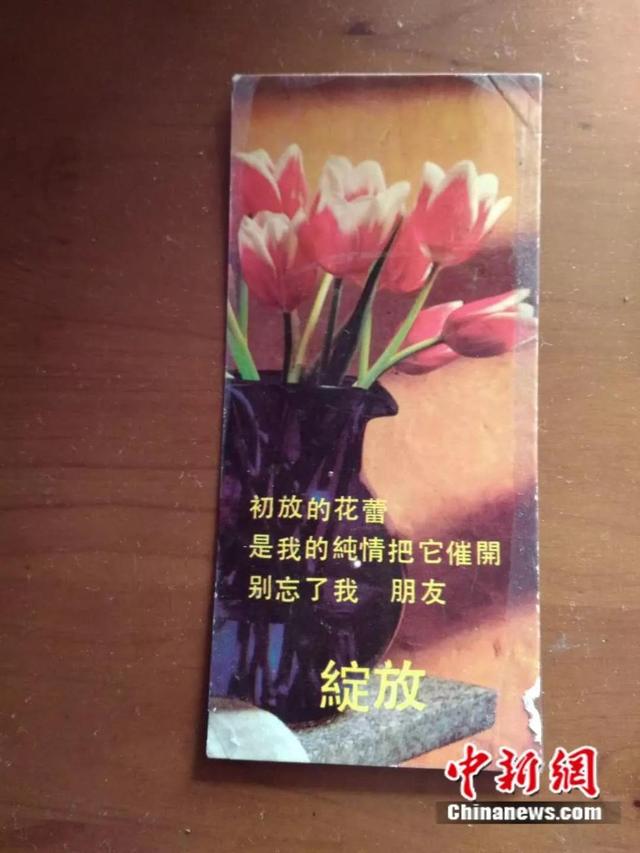 初放的花蕾
是我的純情把它催開
别忘了我 朋友
綻放
中新網
Chinanews.com